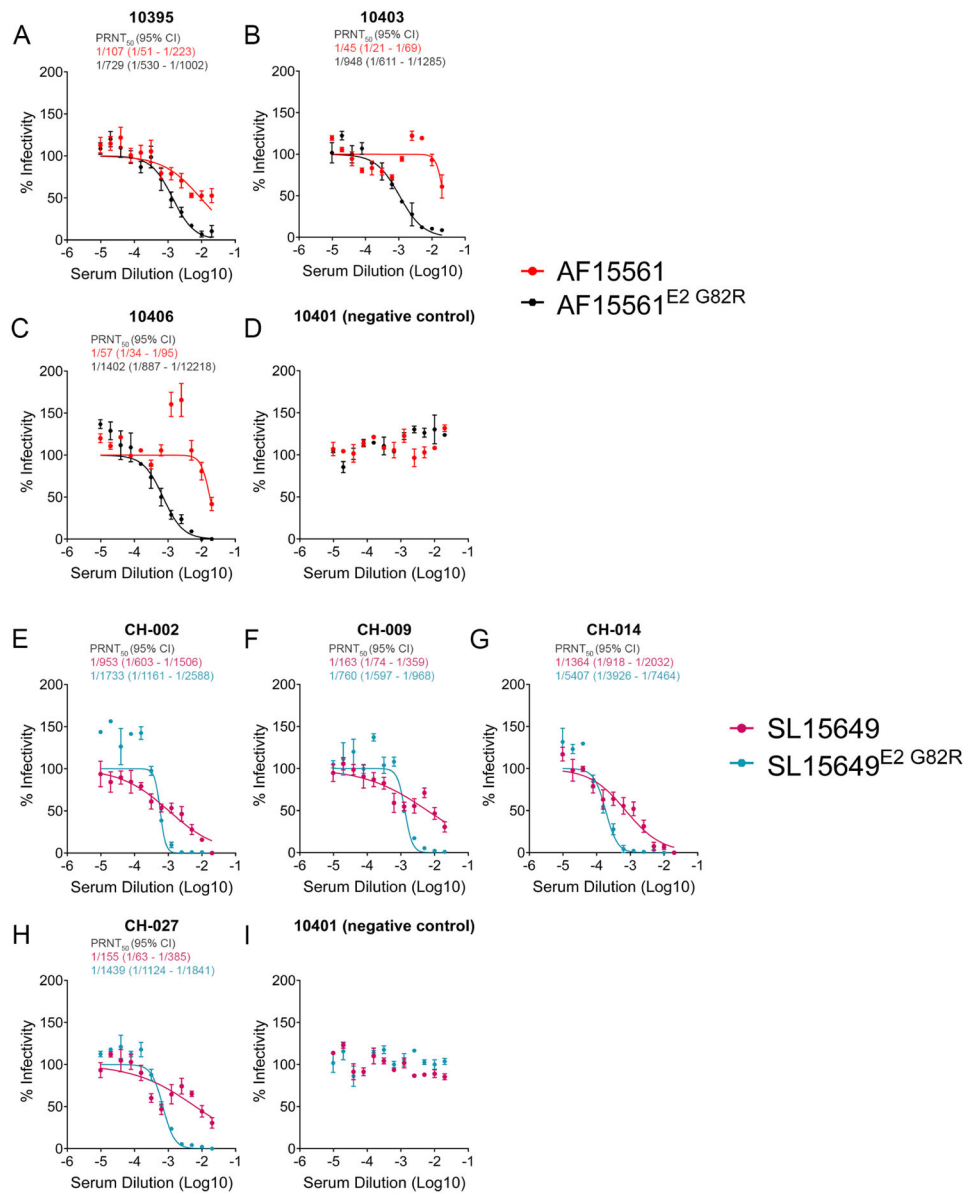 A
10395
PRNT50 (95% CI)
1/107 (1/51 - 1/223)
1/729 (1/530 - 1/1002)
200
150
100
50
0
% Infectivity
-6 -5 -4 -3 -2 -1
Serum Dilution (Log10)
B
10403
PRNT50 (95% CI)
1/45 (1/21 - 1/69)
1/948 (1/611 - 1/1285)
200
150
100
50
0
% Infectivity
-6 -5 -4 -3 -2 -1
Serum Dilution (Log10)
AF15561
AF15561E2 G82R
C
10406
PRNT50 (95% CI)
1/57 (1/34 - 1/95)
1/1402 (1/887 - 1/12218)
200
150
100
50
0
% Infectivity
-6 -5 -4 -3 -2 -1
Serum Dilution (Log10)
D
10401 (negative control)
200
150
100
50
0
% Infectivity
-6 -5 -4 -3 -2 -1
Serum Dilution (Log10)
E
CH-002
PRNT50 (95% CI)
1/953 (1/603 - 1/1506)
1/1733 (1/1161 - 1/2588)
200
150
100
50
0
% Infectivity
-6 -5 -4 -3 -2 -1
Serum Dilution (Log10)
F
CH-009
PRNT50 (95% CI)
1/163 (1/74 - 1/359)
1/760 (1/597 - 1/968)
200
150
100
50
0
% Infectivity
-6 -5 -4 -3 -2 -1
Serum Dilution (Log10)
G
CH-014
PRNT50 (95% CI)
1/1364 (1/918 - 1/2032)
1/5407 (1/3926 - 1/7464)
200
150
100
50
0
% Infectivity
-6 -5 -4 -3 -2 -1
Serum Dilution (Log10)
SL15649
SL15649E2 G82R
H
CH-027
PRNT50 (95% CI)
1/155 (1/63 - 1/385)
1/1439 (1/1124 - 1/1841)
200
150
100
50
0
% Infectivity
-6 -5 -4 -3 -2 -1
Serum Dilution (Log10)
I
10401 (negative control)
200
150
100
50
0
% Infectivity
-6 -5 -4 -3 -2 -1
Serum Dilution (Log10)